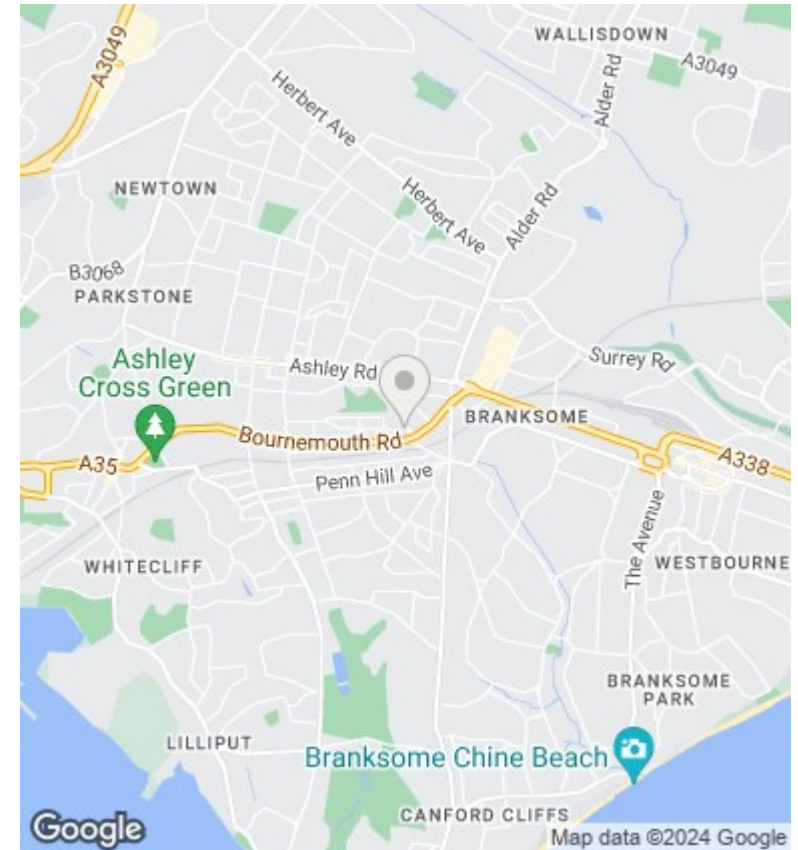 WALLISDOWN
A3049
A3049
Alder Rd
Herbert Ave
NEWTOWN
Herbert Ave
Alder Rd
B3068
PARKSTONE
Ashley
Cross Green
Ashley Rd
Surrey Rd
BRANKSOME
Bournemouth Rd
A35
A338
Penn Hill Ave
The Avenue
WHITECLIFF
WESTBOURNE
BRANKSOME
PARK
LILLIPUT
Branksome Chine Beach
CANFORD CLIFFS
Google
Map data ©2024 Google